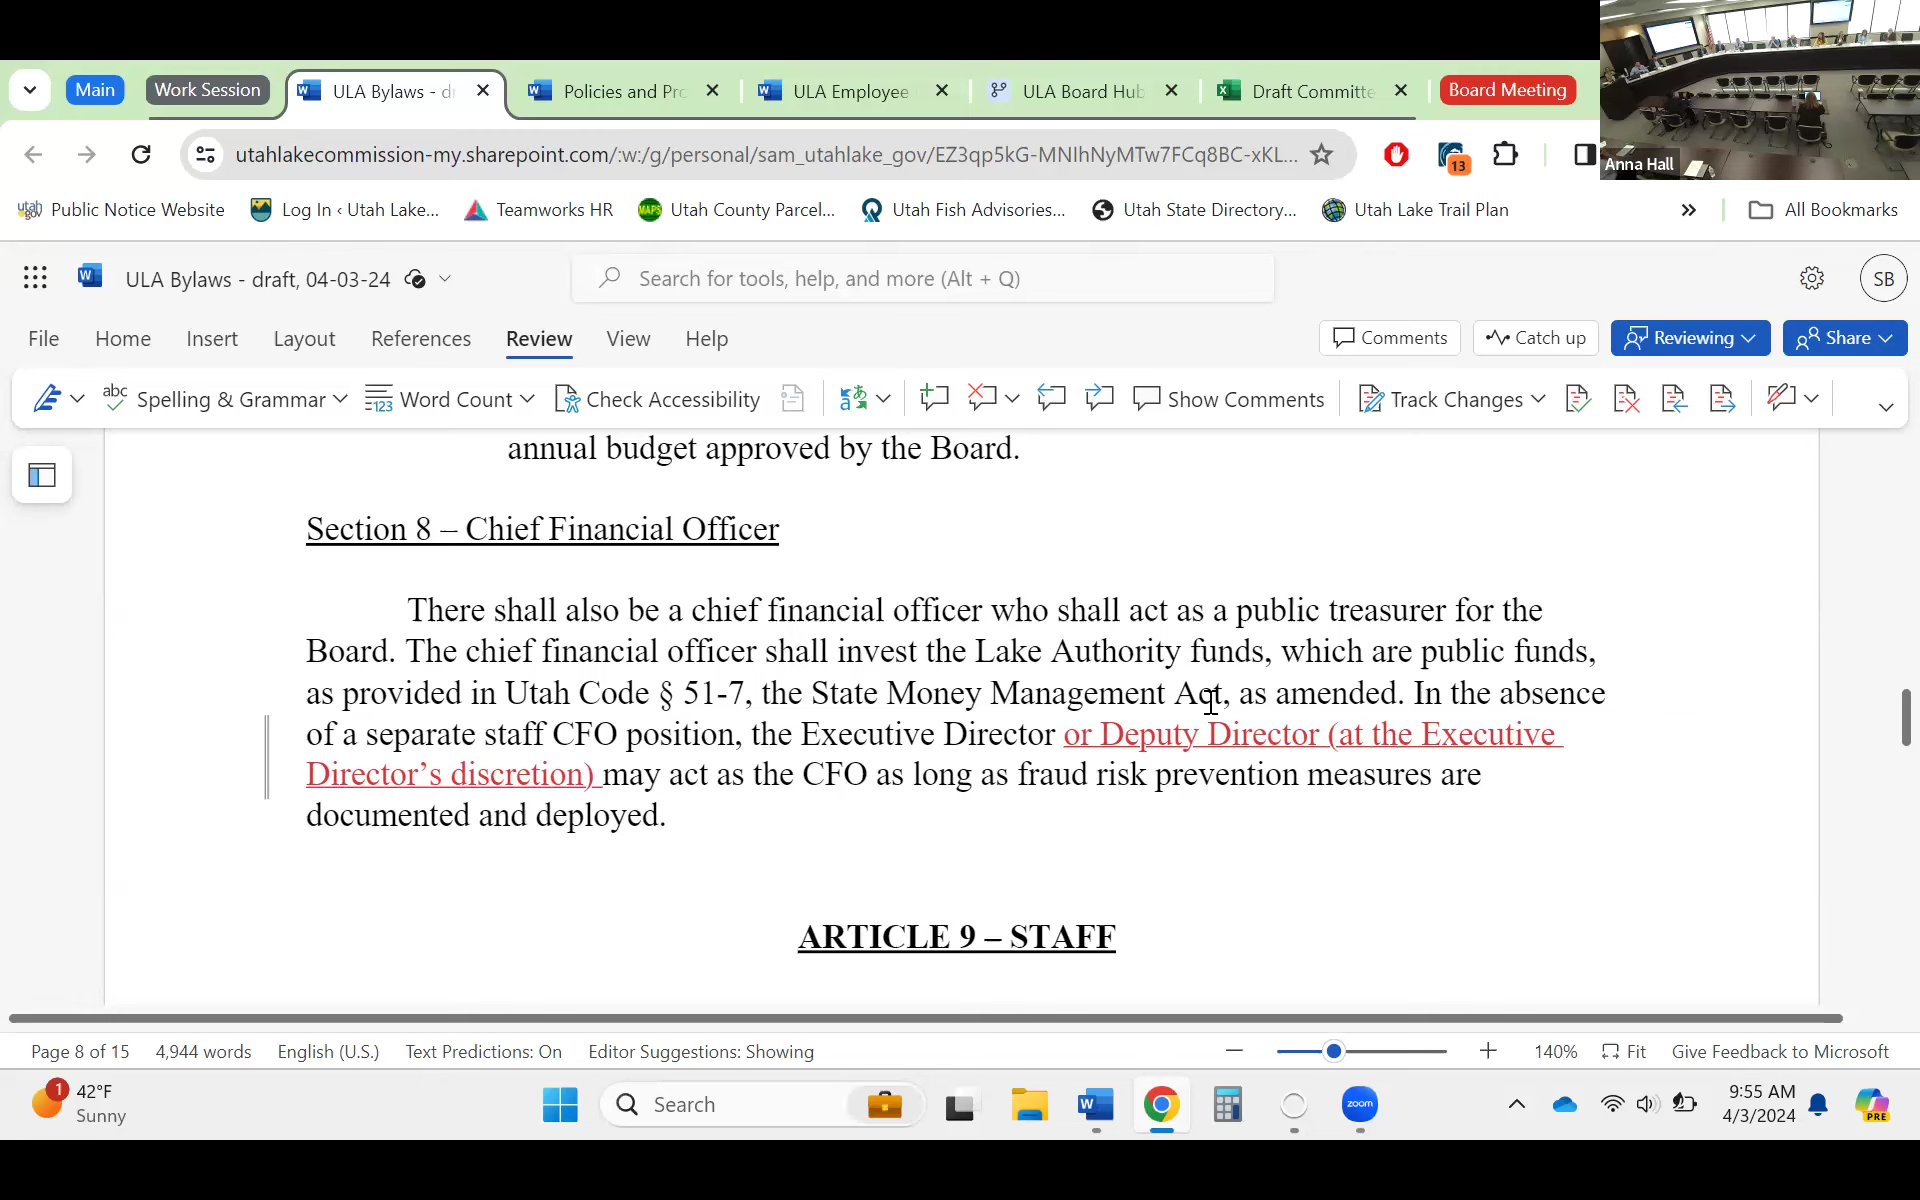 Main
Work Session
ULA Bylaws - d
Policies and Pro
ULA Employee
ULA Board Hub
Draft Committe
Board Meeting
Anna Hall
utahlakecommission-my.sharepoint.com/:w:/g/personal/sam_utahlake_gov/EZ3qp5kG-MNIhNyMTw7FCq8BC-xKL...
13
Public Notice Website
Log In ‹ Utah Lake...
Teamworks HR
MAPS
Utah County Parcel...
Utah Fish Advisories...
Utah State Directory...
Utah Lake Trail Plan
All Bookmarks
ULA Bylaws - draft, 04-03-24
Search for tools, help, and more (Alt + Q)
SB
File Home Insert Layout References Review View Help
Comments
Catch up
Reviewing
Share
abc Spelling & Grammar
123 Word Count
Check Accessibility
Show Comments
Track Changes
annual budget approved by the Board.
Section 8 – Chief Financial Officer
There shall also be a chief financial officer who shall act as a public treasurer for the
Board. The chief financial officer shall invest the Lake Authority funds, which are public funds,
as provided in Utah Code § 51-7, the State Money Management Act, as amended. In the absence
of a separate staff CFO position, the Executive Director or Deputy Director (at the Executive
Director’s discretion) may act as the CFO as long as fraud risk prevention measures are
documented and deployed.
ARTICLE 9 – STAFF
Page 8 of 15
4,944 words
English (U.S.)
Text Predictions: On
Editor Suggestions: Showing
140%
Fit
Give Feedback to Microsoft
1
42°F
Sunny
Search
zoom
9:55 AM
4/3/2024
PRE